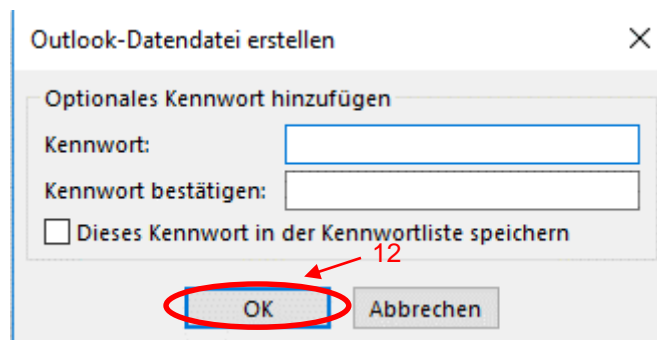 Outlook-Datendatei erstellen
Optionales Kennwort hinzufügen
Kennwort:
Kennwort bestätigen:
Dieses Kennwort in der Kennwortliste speichern
12
OK Abbrechen